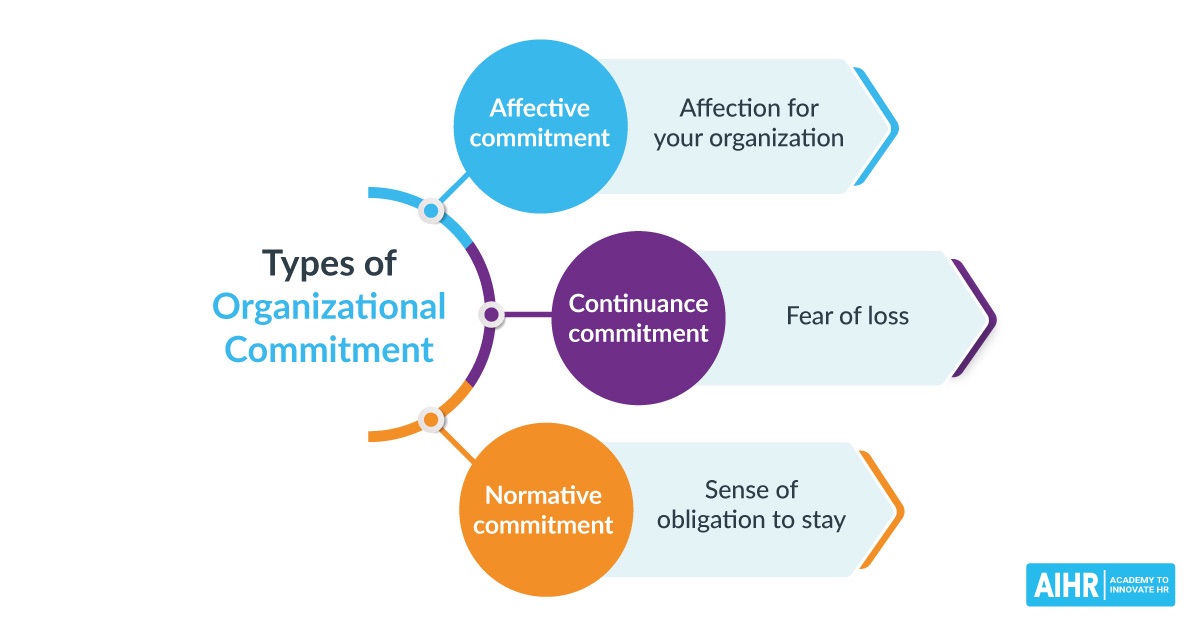 Types of
Organizational
Commitment
Affective
commitment
Affection for
your organization
Continuance
commitment
Fear of loss
Normative
commitment
Sense of
obligation to stay
AIHR
ACADEMY TO
INNOVATE HR